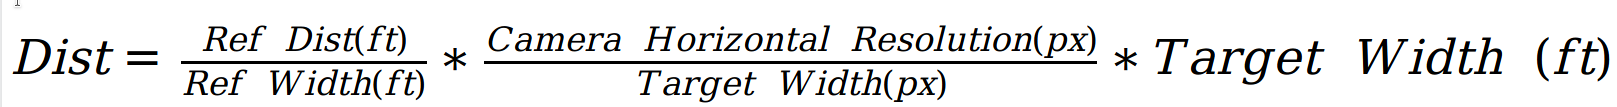 Dist = Ref Dist(ft) / Ref Width(ft) * Camera Horizontal Resolution(px) / Target Width(px) * Target Width (ft)